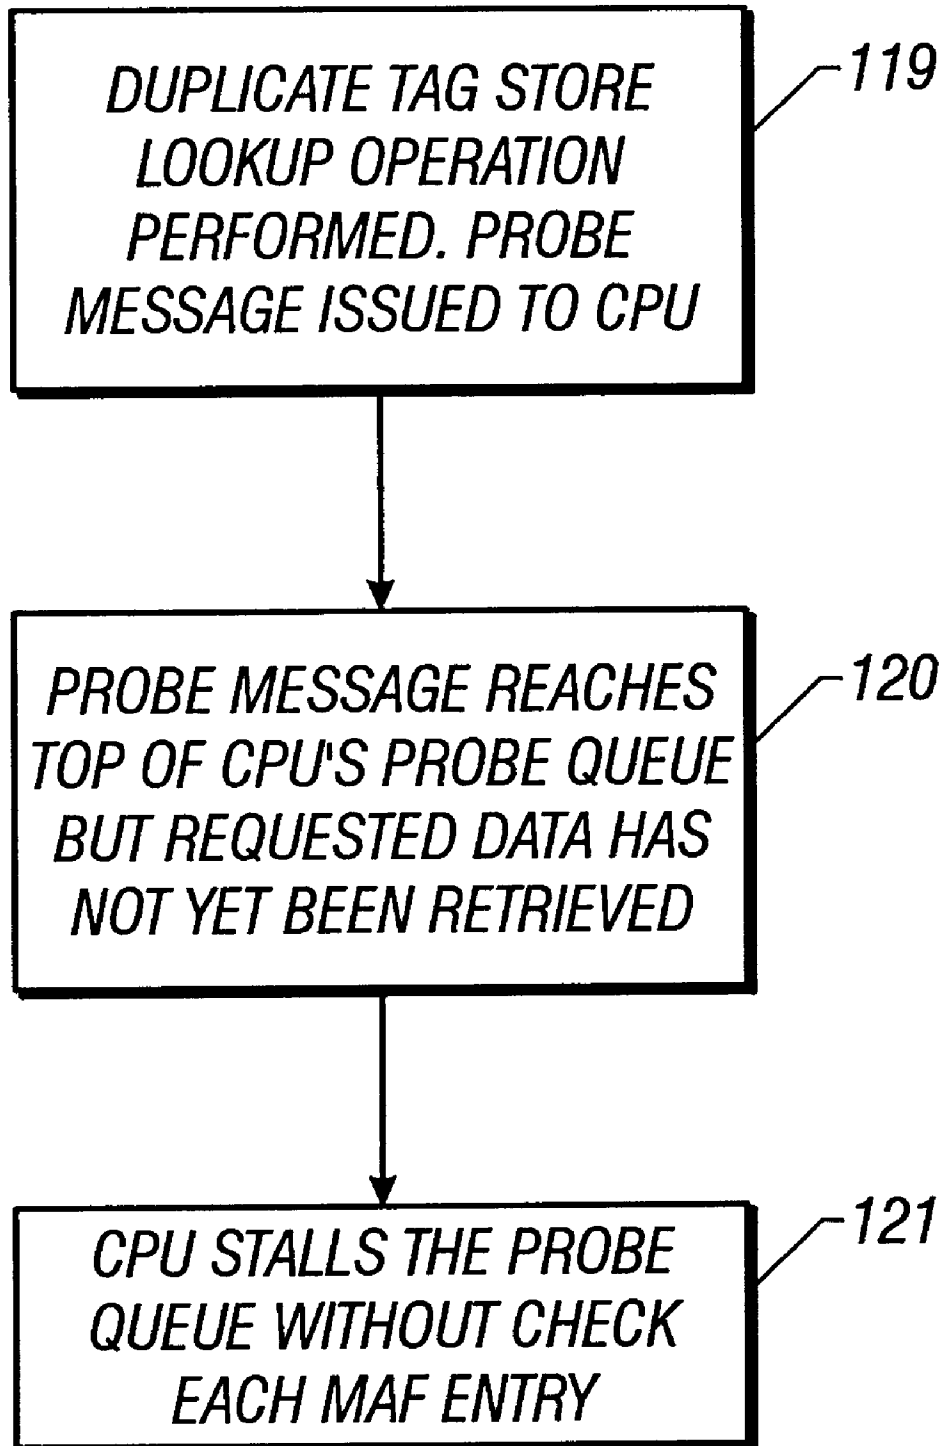 DUPLICATE TAG STORE
LOOKUP OPERATION
PERFORMED. PROBE
MESSAGE ISSUED TO CPU
119
PROBE MESSAGE REACHES
TOP OF CPU'S PROBE QUEUE
BUT REQUESTED DATA HAS
NOT YET BEEN RETRIEVED
120
CPU STALLS THE PROBE
QUEUE WITHOUT CHECK
EACH MAF ENTRY
121